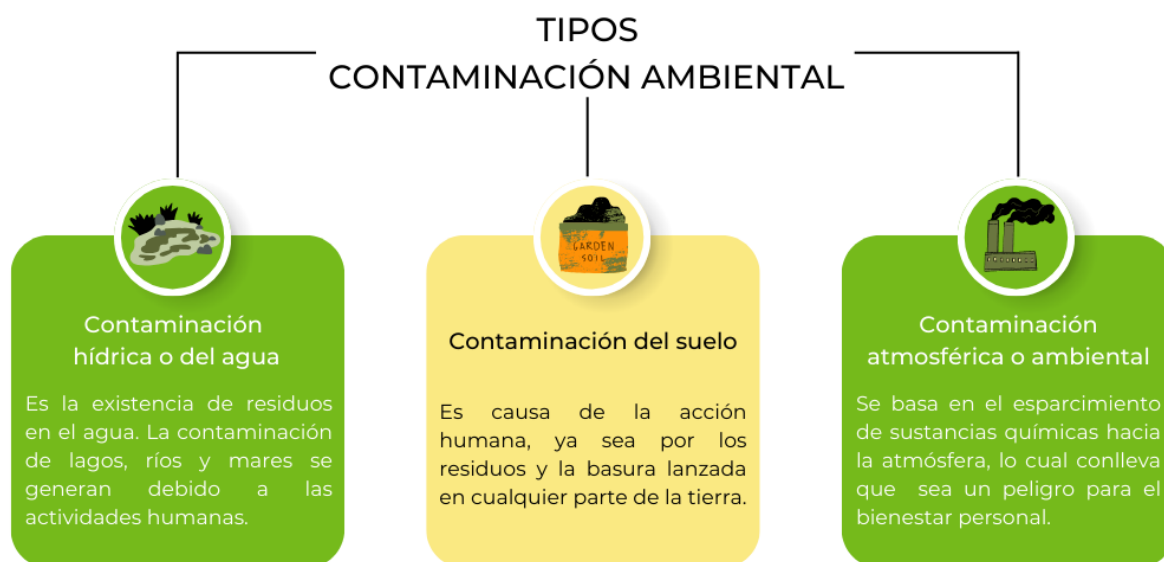 TIPOS
CONTAMINACIÓN AMBIENTAL
Contaminación
hídrica o del agua
Es la existencia de residuos
en el agua. La contaminación
de lagos, ríos y mares se
generan debido a las
actividades humanas.
GARDEN
SOIL
Contaminación del suelo
Es causa de la acción
humana, ya sea por los
residuos y la basura lanzada
en cualquier parte de la tierra.
Contaminación
atmosférica o ambiental
Se basa en el esparcimiento
de sustancias químicas hacia
la atmósfera, lo cual conlleva
que sea un peligro para el
bienestar personal.